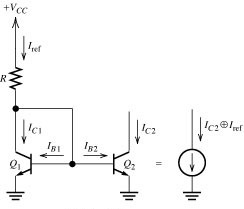 +V_CC
I_ref
R
I_C1
I_B1
I_B2
I_C2
I_C2⊕I_ref
Q_1
Q_2
=